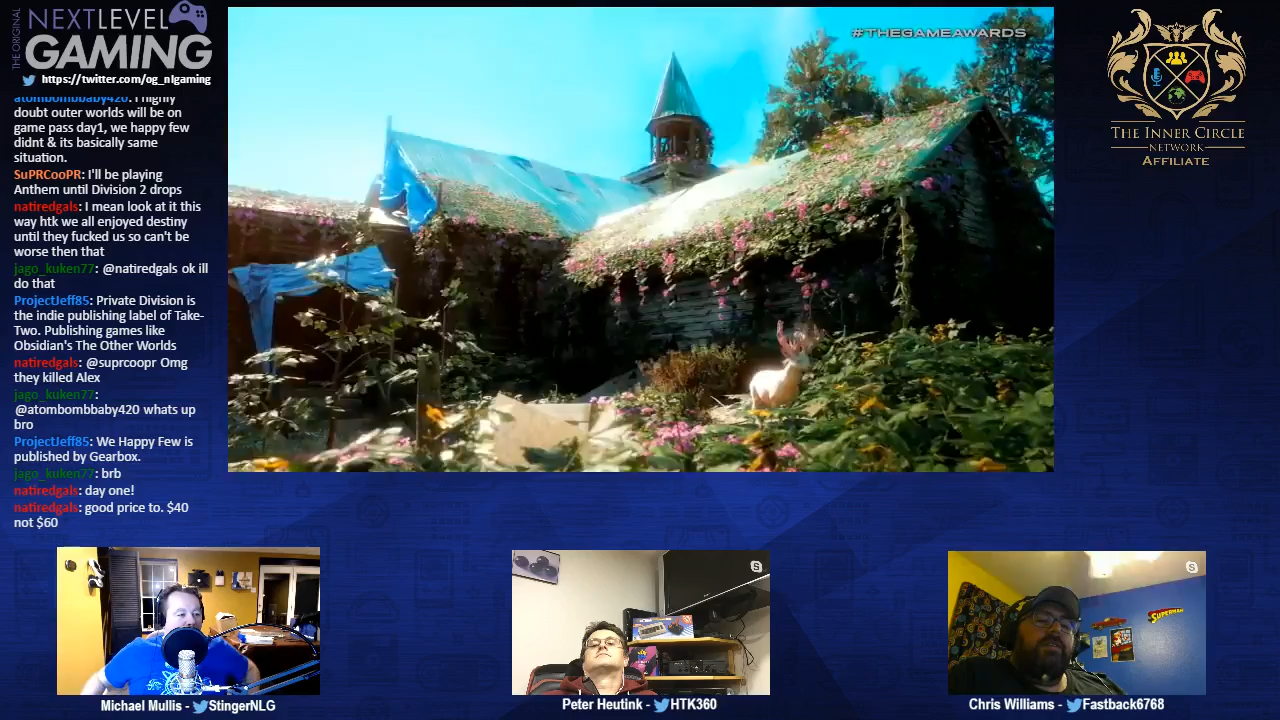 THE ORIGINAL
NEXTLEVEL
GAMING
https://twitter.com/og_nlgaming
atombombbaby420: I highly
doubt outer worlds will be on
game pass day1, we happy few
didnt & its basically same
situation.
SuPRCooPR: I'll be playing
Anthem until Division 2 drops
natiredgals: I mean look at it this
way htk we all enjoyed destiny
until they fucked us so can't be
worse then that
jago_kuken77: @natiredgals ok ill
do that
ProjectJeff85: Private Division is
the indie publishing label of Take-
Two. Publishing games like
Obsidian's The Other Worlds
natiredgals: @suprcoopr Omg
they killed Alex
jago_kuken77:
@atombombbaby420 whats up
bro
ProjectJeff85: We Happy Few is
published by Gearbox.
jago_kuken77: brb
natiredgals: day one!
natiredgals: good price to. $40
not $60
#THEGAMEAWARDS
THE INNER CIRCLE
NETWORK
AFFILIATE
SUPERMAN
Michael Mullis - StingerNLG
Peter Heutink - HTK360
Chris Williams - Fastback6768